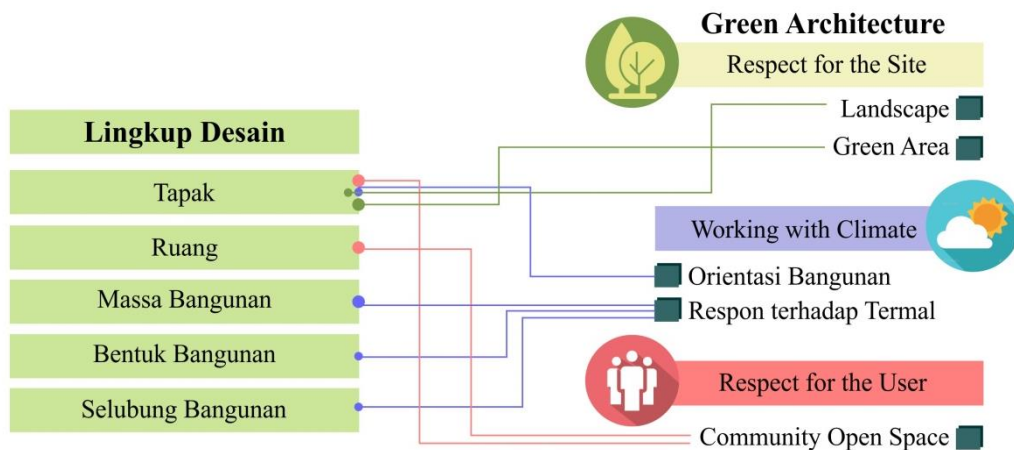 Lingkup Desain
Tapak
Ruang
Massa Bangunan
Bentuk Bangunan
Selubung Bangunan
Green Architecture
Respect for the Site
Landscape
Green Area
Working with Climate
Orientasi Bangunan
Respon terhadap Termal
Respect for the User
Community Open Space